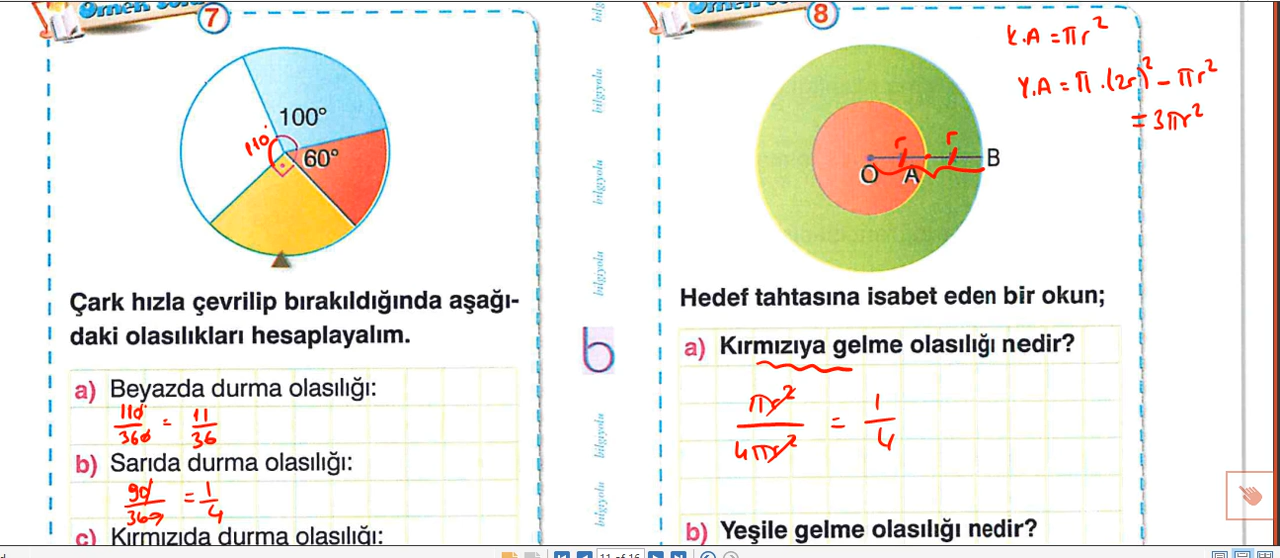 Örnek Soru
7
100°
110°
60°
Çark hızla çevrilip bırakıldığında aşağı-
daki olasılıkları hesaplayalım.
a) Beyazda durma olasılığı:
110/360 = 11/36
b) Sarıda durma olasılığı:
90/360 = 1/4
c) Kırmızıda durma olasılığı:
bilgiyolu
bilgiyolu
bilgiyolu
b
bilgiyolu
bilgiyolu
8
K.A = πr²
Y.A = π.(2r)² - πr²
= 3πr²
r r
O A B
Hedef tahtasına isabet eden bir okun;
a) Kırmızıya gelme olasılığı nedir?
πr²/4πr² = 1/4
b) Yeşile gelme olasılığı nedir?
11 of 16